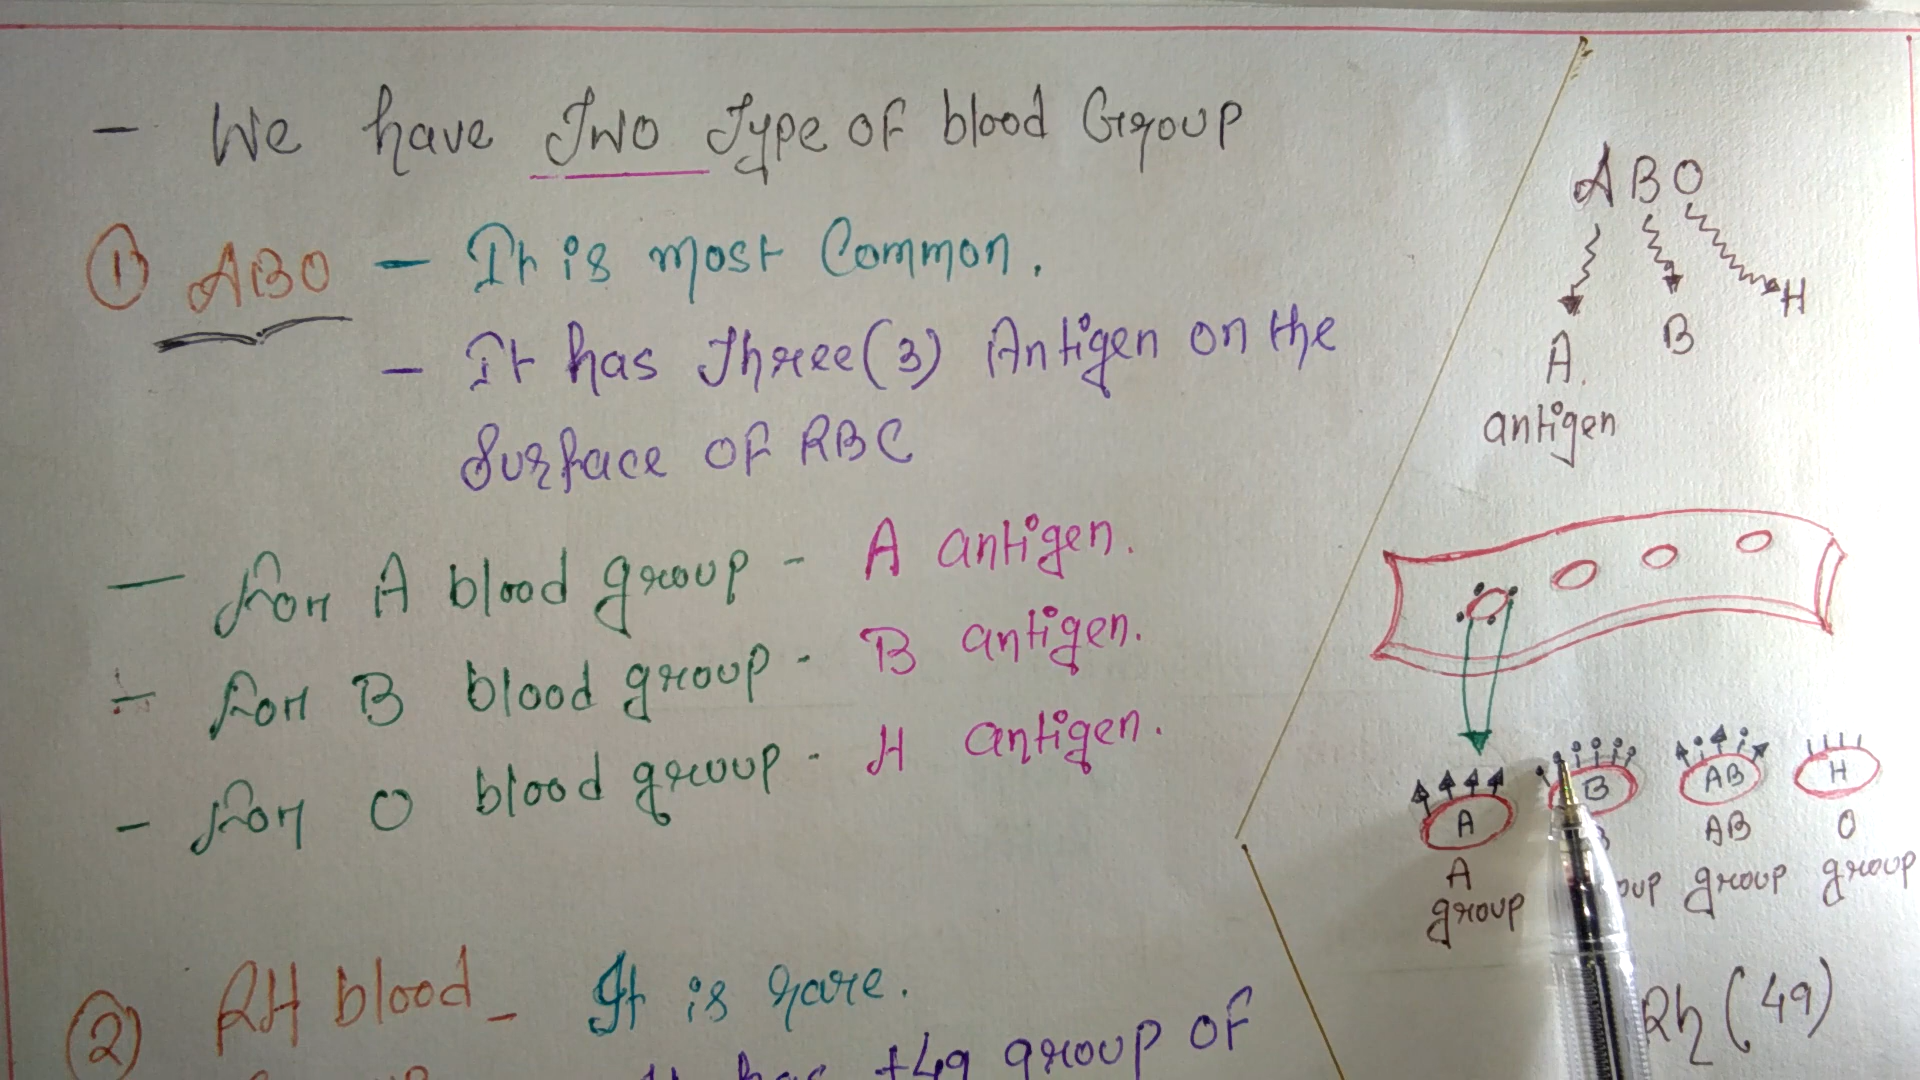 - We have Two Type of blood Group
① ABO - It is most Common.
- It has Three (3) Antigen on the
Surface of RBC
- For A blood group - A antigen.
- For B blood group - B antigen.
- For O blood group - H antigen.
② RH blood - It is rare.
+49 group of
ABO
A B H
antigen
A B AB H
A AB O
group group group
Rh (49)